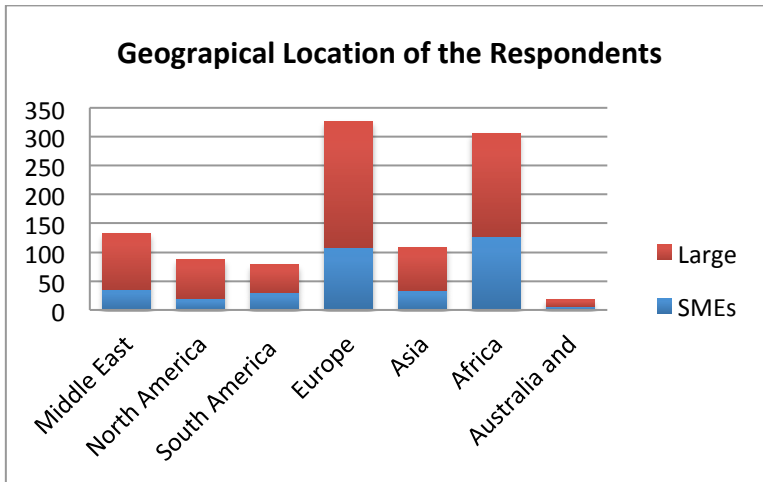 Geograpical Location of the Respondents
350
300
250
200
150
100
50
0
Large
SMEs
Middle East
North America
South America
Europe
Asia
Africa
Australia and